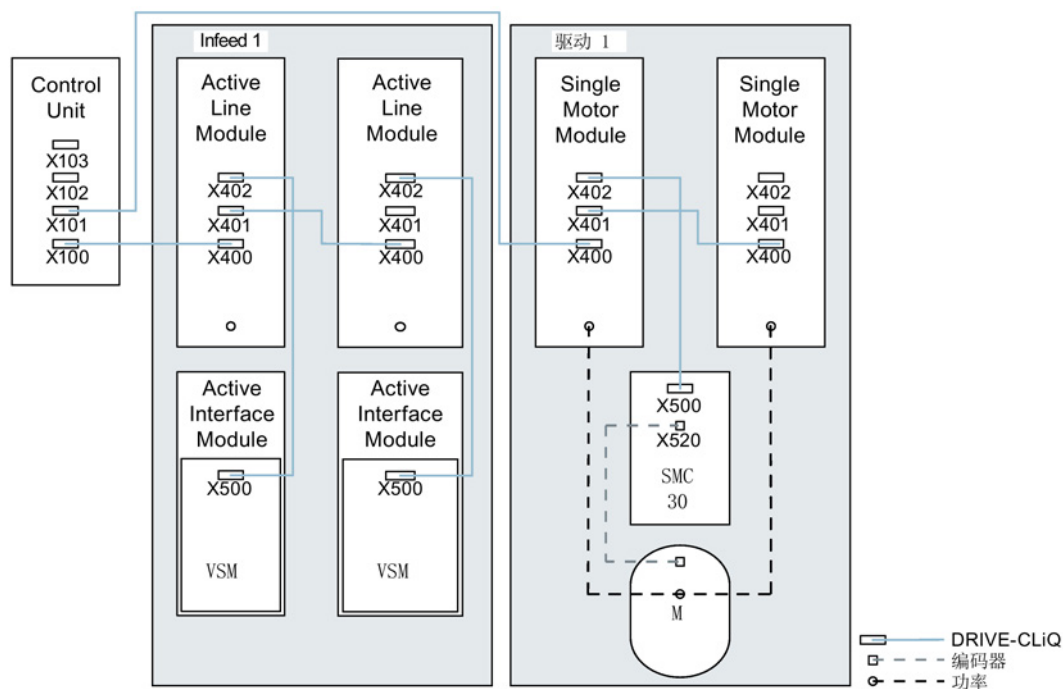 Infeed 1
驱动 1
Control
Unit
X103
X102
X101
X100
Active
Line
Module
X402
X401
X400
Active
Line
Module
X402
X401
X400
Single
Motor
Module
X402
X401
X400
Single
Motor
Module
X402
X401
X400
Active
Interface
Module
X500
VSM
Active
Interface
Module
X500
VSM
X500
X520
SMC
30
M
DRIVE-CLiQ
编码器
功率